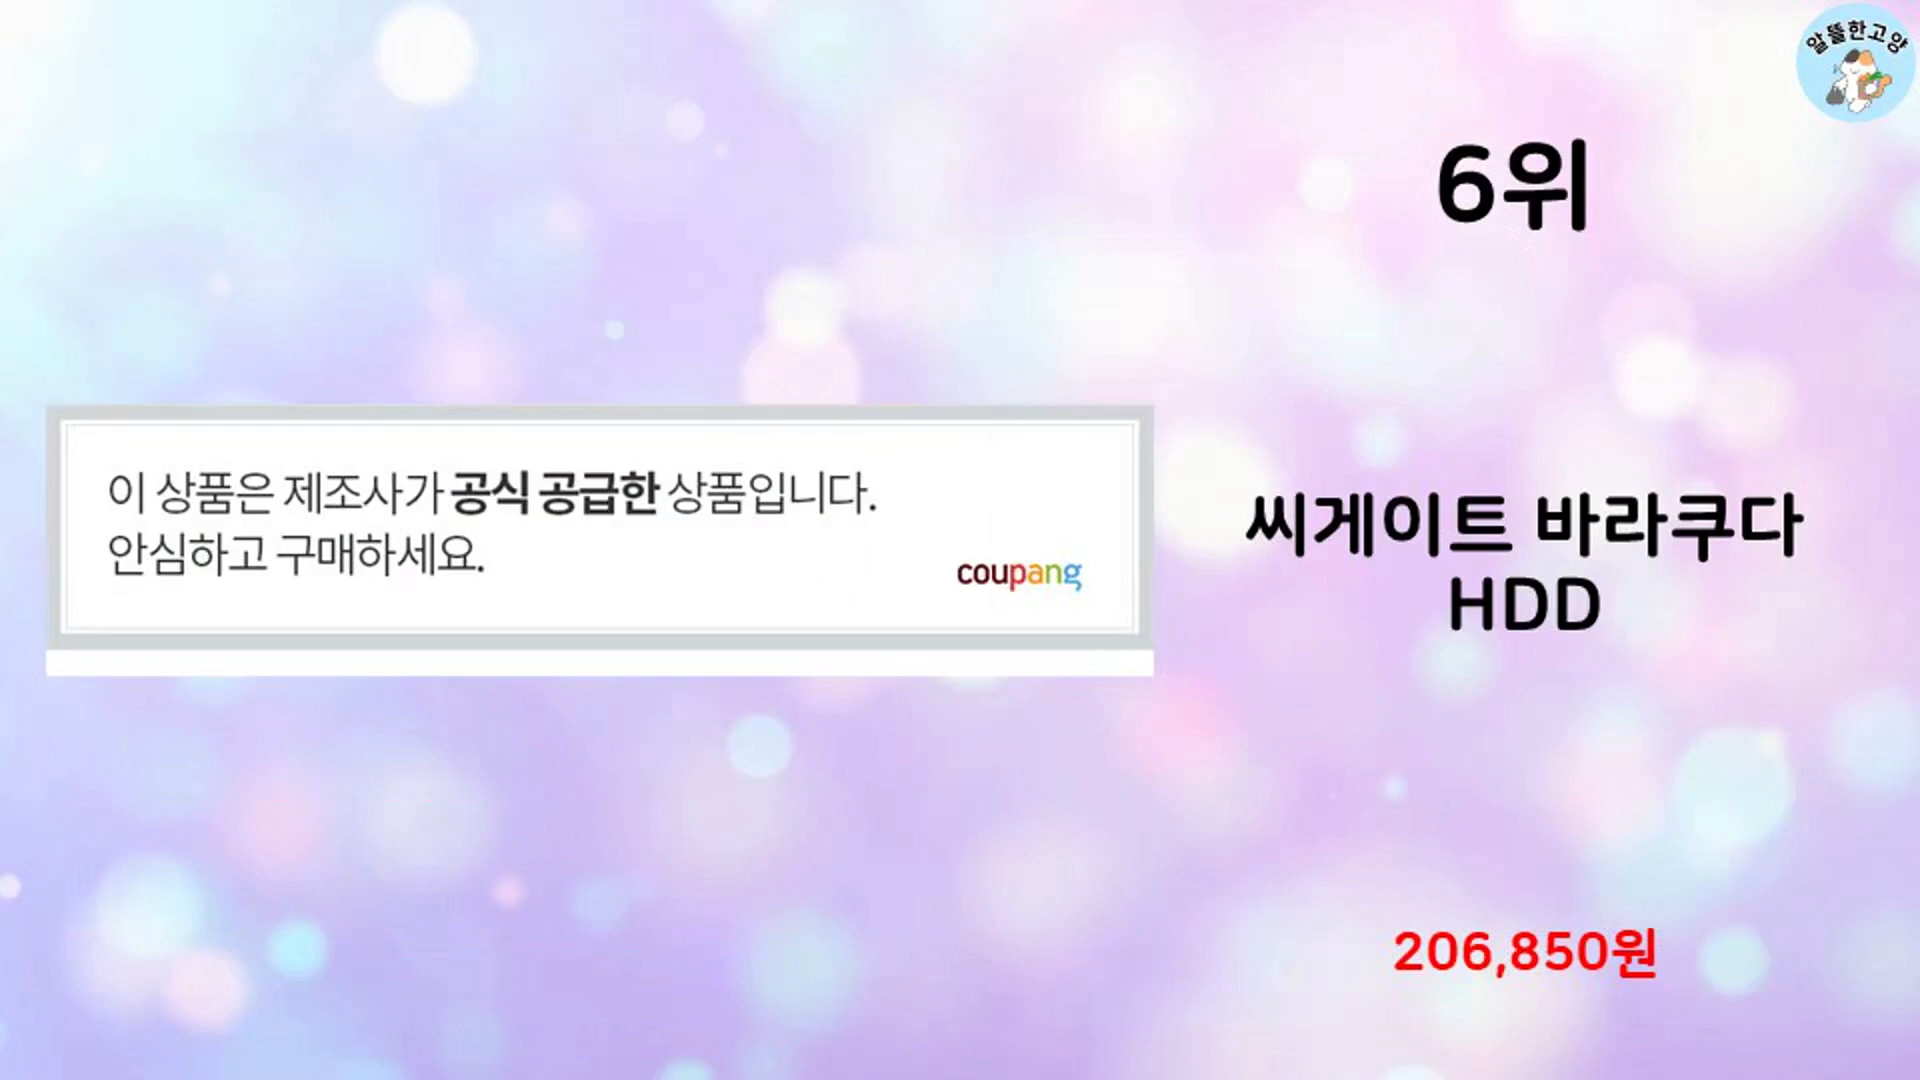 알뜰한고양
6위
이 상품은 제조사가 공식 공급한 상품입니다.
안심하고 구매하세요.
coupang
씨게이트 바라쿠다
HDD
206,850원